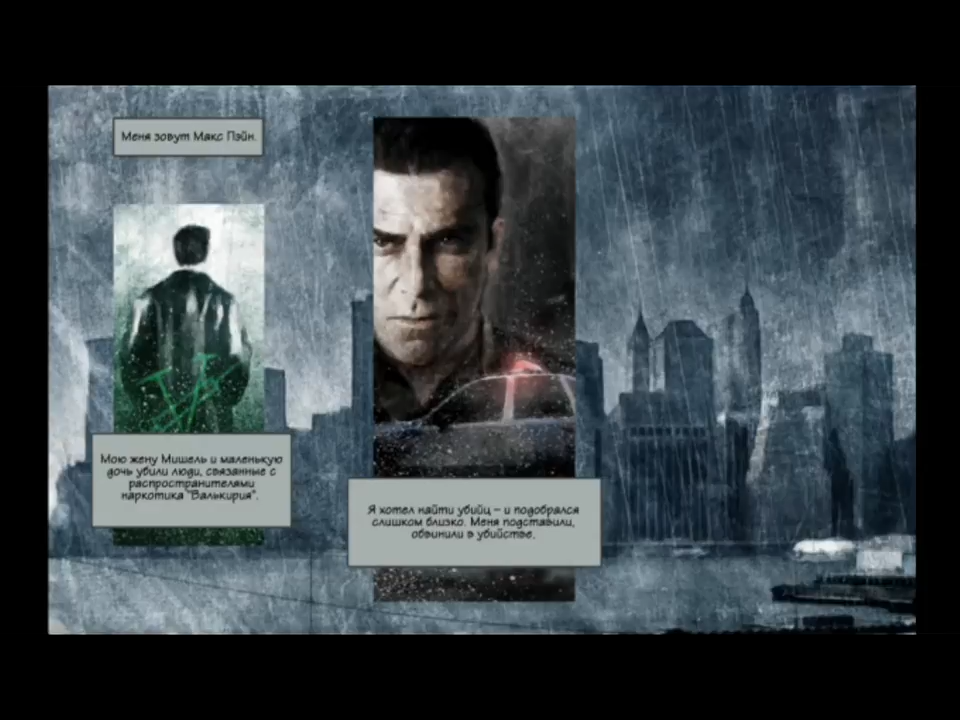 Меня зовут Макс Пэйн.
Мою жену Мишель и маленькую
дочь убили люди, связанные с
распространителями
наркотика "Валькирия".
Я хотел найти убийц – и подобрался
слишком близко. Меня подставили,
обвинили в убийстве.